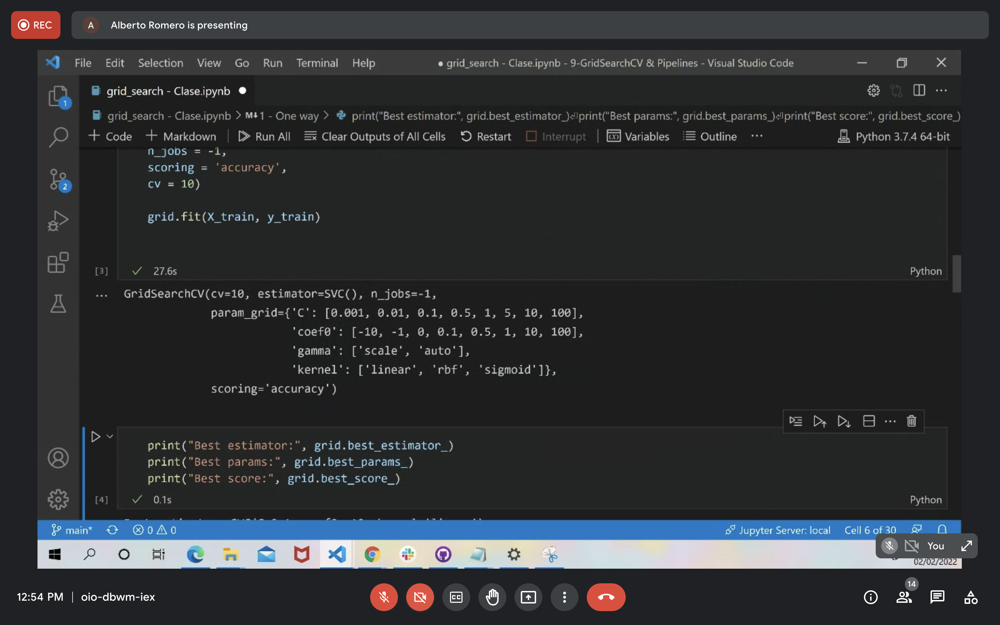 REC
A
Alberto Romero is presenting
File Edit Selection View Go Run Terminal Help
● grid_search - Clase.ipynb - 9-GridSearchCV & Pipelines - Visual Studio Code
grid_search - Clase.ipynb
1
grid_search - Clase.ipynb > M↓1 - One way > print("Best estimator:", grid.best_estimator_)⏎print("Best params:", grid.best_params_)⏎print("Best score:", grid.best_score_)
+ Code + Markdown Run All Clear Outputs of All Cells Restart Interrupt Variables Outline ··· Python 3.7.4 64-bit
n_jobs = -1,
scoring = 'accuracy',
cv = 10)
2
grid.fit(X_train, y_train)
[3] ✓ 27.6s Python
··· GridSearchCV(cv=10, estimator=SVC(), n_jobs=-1,
param_grid={'C': [0.001, 0.01, 0.1, 0.5, 1, 5, 10, 100],
'coef0': [-10, -1, 0, 0.1, 0.5, 1, 10, 100],
'gamma': ['scale', 'auto'],
'kernel': ['linear', 'rbf', 'sigmoid']},
scoring='accuracy')
print("Best estimator:", grid.best_estimator_)
print("Best params:", grid.best_params_)
print("Best score:", grid.best_score_)
[4] ✓ 0.1s Python
main* 0 0 Jupyter Server: local Cell 6 of 30
You
02/02/2022
12:54 PM | oio-dbwm-iex
CC
14